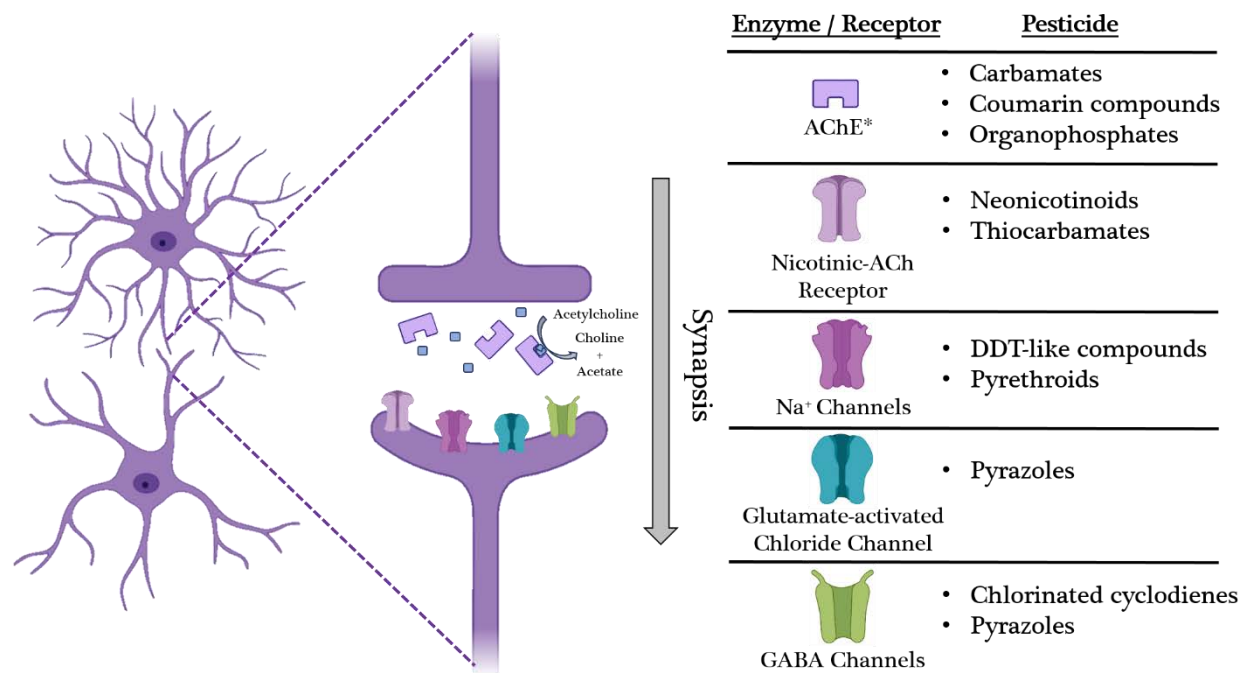 Enzyme / Receptor
Pesticide
AChE*
• Carbamates
• Coumarin compounds
• Organophosphates
Nicotinic-ACh
Receptor
• Neonicotinoids
• Thiocarbamates
Na⁺ Channels
• DDT-like compounds
• Pyrethroids
Glutamate-activated
Chloride Channel
• Pyrazoles
GABA Channels
• Chlorinated cyclodienes
• Pyrazoles
Acetylcholine
Choline
+
Acetate
Synapsis